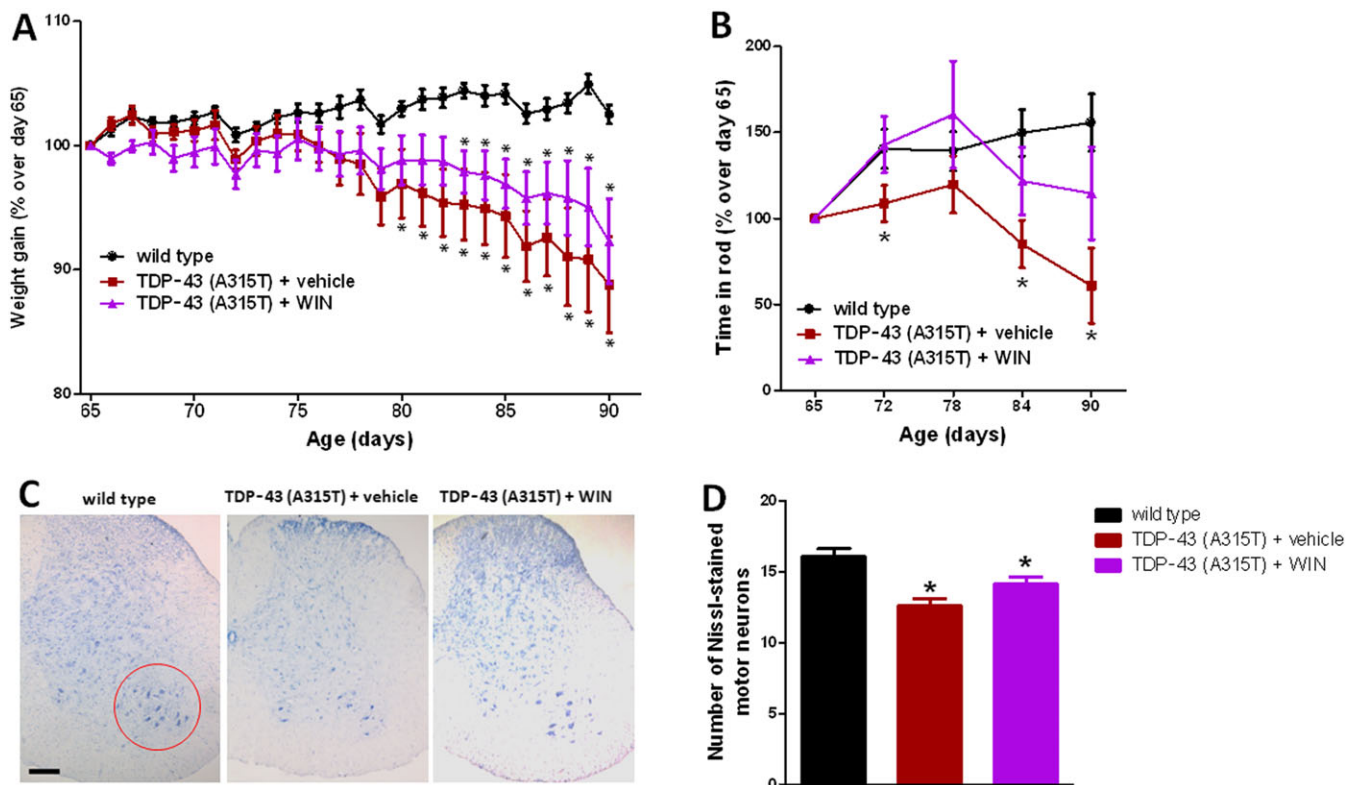 A
110
100
90
80
Weight gain (% over day 65)
* * * * * * * *
* * * * * * * * * * *
wild type
TDP-43 (A315T) + vehicle
TDP-43 (A315T) + WIN
65 70 75 80 85 90
Age (days)
B
200
150
100
50
0
Time in rod (% over day 65)
* * *
wild type
TDP-43 (A315T) + vehicle
TDP-43 (A315T) + WIN
65 72 78 84 90
Age (days)
C
wild type TDP-43 (A315T) + vehicle TDP-43 (A315T) + WIN
D
20
15
10
5
0
Number of Nissl-stained
motor neurons
* *
wild type
TDP-43 (A315T) + vehicle
TDP-43 (A315T) + WIN